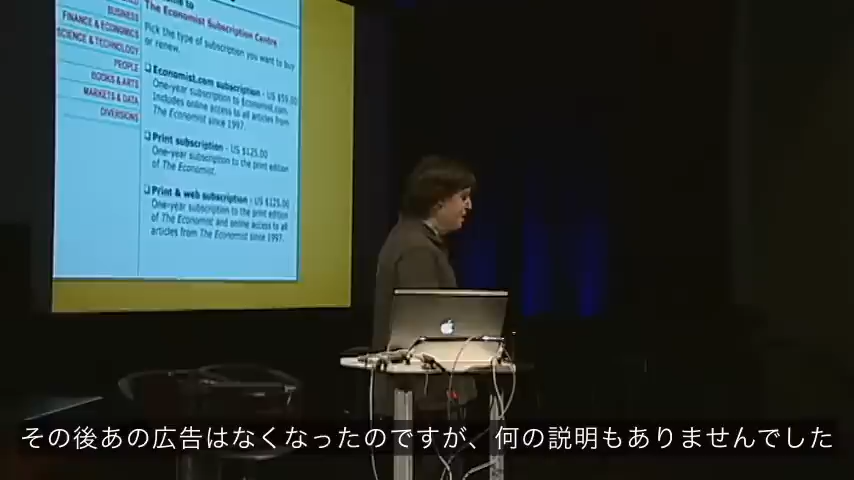 The Economist Subscription Centre
Pick the type of subscription you want to buy
or renew.
BUSINESS
FINANCE & ECONOMICS
SCIENCE & TECHNOLOGY
PEOPLE
BOOKS & ARTS
MARKETS & DATA
DIVERSIONS
❑ Economist.com subscription - US $59.00
One-year subscription to Economist.com.
Includes online access to all articles from
The Economist since 1997.
❑ Print subscription - US $125.00
One-year subscription to the print edition
of The Economist.
❑ Print & web subscription - US $125.00
One-year subscription to the print edition
of The Economist and online access to all
articles from The Economist since 1997.
その後あの広告はなくなったのですが、何の説明もありませんでした